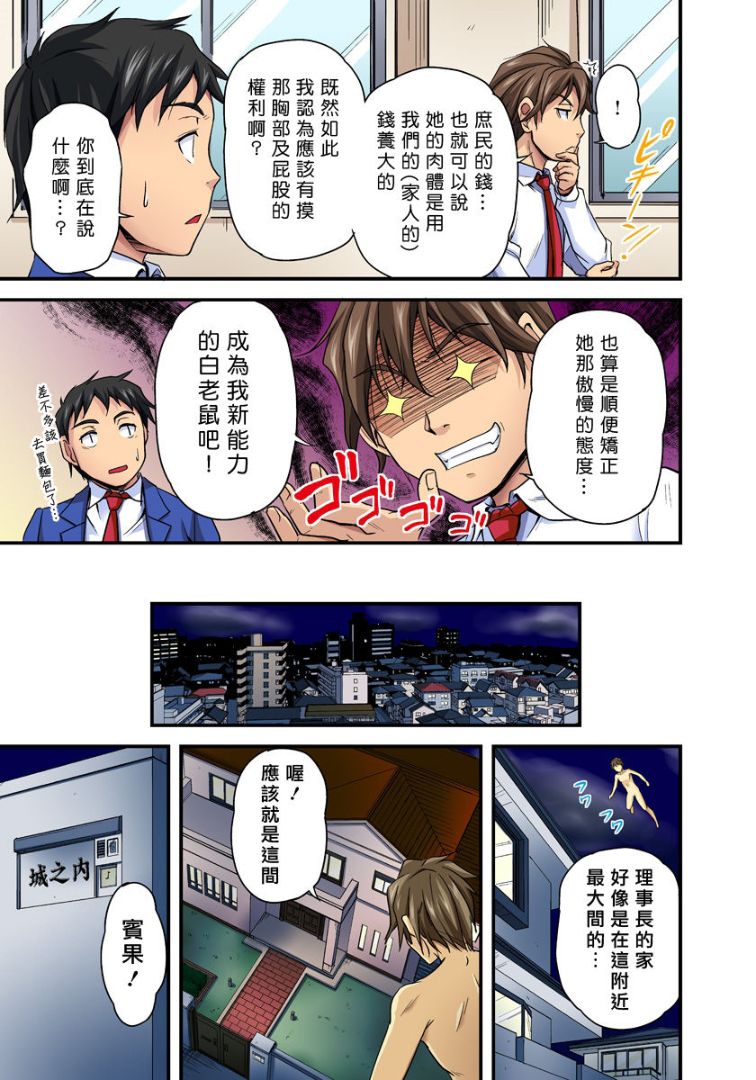 ！
ピキーン!!
庶民的錢…
也就可以說
她的肉體是用
我們的（家人的）
錢養大的
既然如此
我認為應該有摸
那胸部及屁股的
權利啊？
你到底在說
什麼啊…？
也算是順便矯正
她那傲慢的態度…
ゴゴゴゴ
成為我新能力
的白老鼠吧！
差不多該
去買麵包了…
フワフワ
理事長的家
好像是在這附近
最大間的…
喔！
應該就是這間
城之內
賓果！